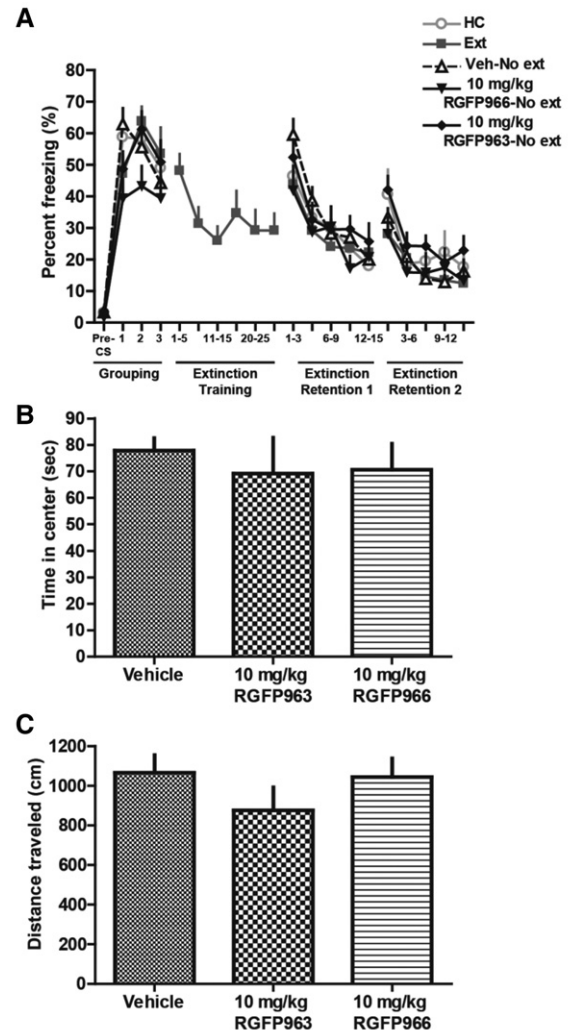 A
HC
Ext
Veh-No ext
10 mg/kg
RGFP966-No ext
10 mg/kg
RGFP963-No ext
Percent freezing (%)
80
70
60
50
40
30
20
10
0
Pre-CS 1 2 3 1-5 11-15 20-25 1-3 6-9 12-15 3-6 9-12
Grouping
Extinction
Training
Extinction
Retention 1
Extinction
Retention 2
B
Time in center (sec)
90
80
70
60
50
40
30
20
10
0
Vehicle
10 mg/kg
RGFP963
10 mg/kg
RGFP966
C
Distance traveled (cm)
1200
1000
800
600
400
200
0
Vehicle
10 mg/kg
RGFP963
10 mg/kg
RGFP966